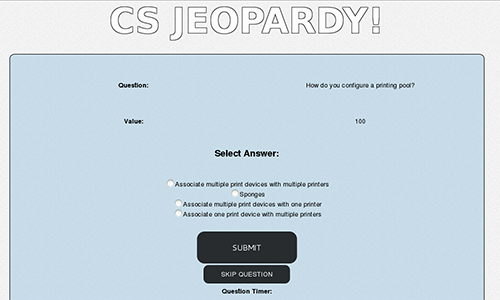 CS JEOPARDY!
Question: How do you configure a printing pool?
Value: 100
Select Answer:
Associate multiple print devices with multiple printers
Sponges
Associate multiple print devices with one printer
Associate one print device with multiple printers
SUBMIT
SKIP QUESTION
Question Timer: